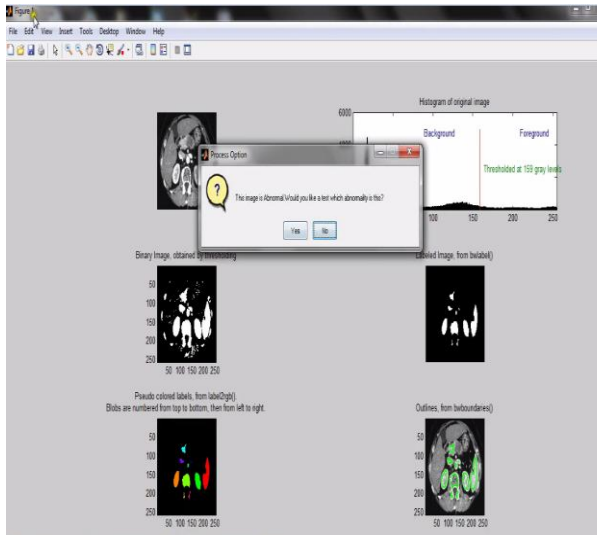 Figure 1
File Edit View Insert Tools Desktop Window Help
Histogram of original image
6000
Background
Foreground
Thresholded at 159 gray levels
100 150 200 250
Process Option
This image is Abnormal.Would you like a test which abnormality is this?
Yes
No
Binary Image, obtained by thresholding
50
100
150
200
250
50 100 150 200 250
Labeled Image, from bwlabel()
Pseudo colored labels, from label2rgb().
Blobs are numbered from top to bottom, then from left to right.
50
100
150
200
250
50 100 150 200 250
Outlines, from bwboundaries()
50
100
150
200
250
50 100 150 200 250